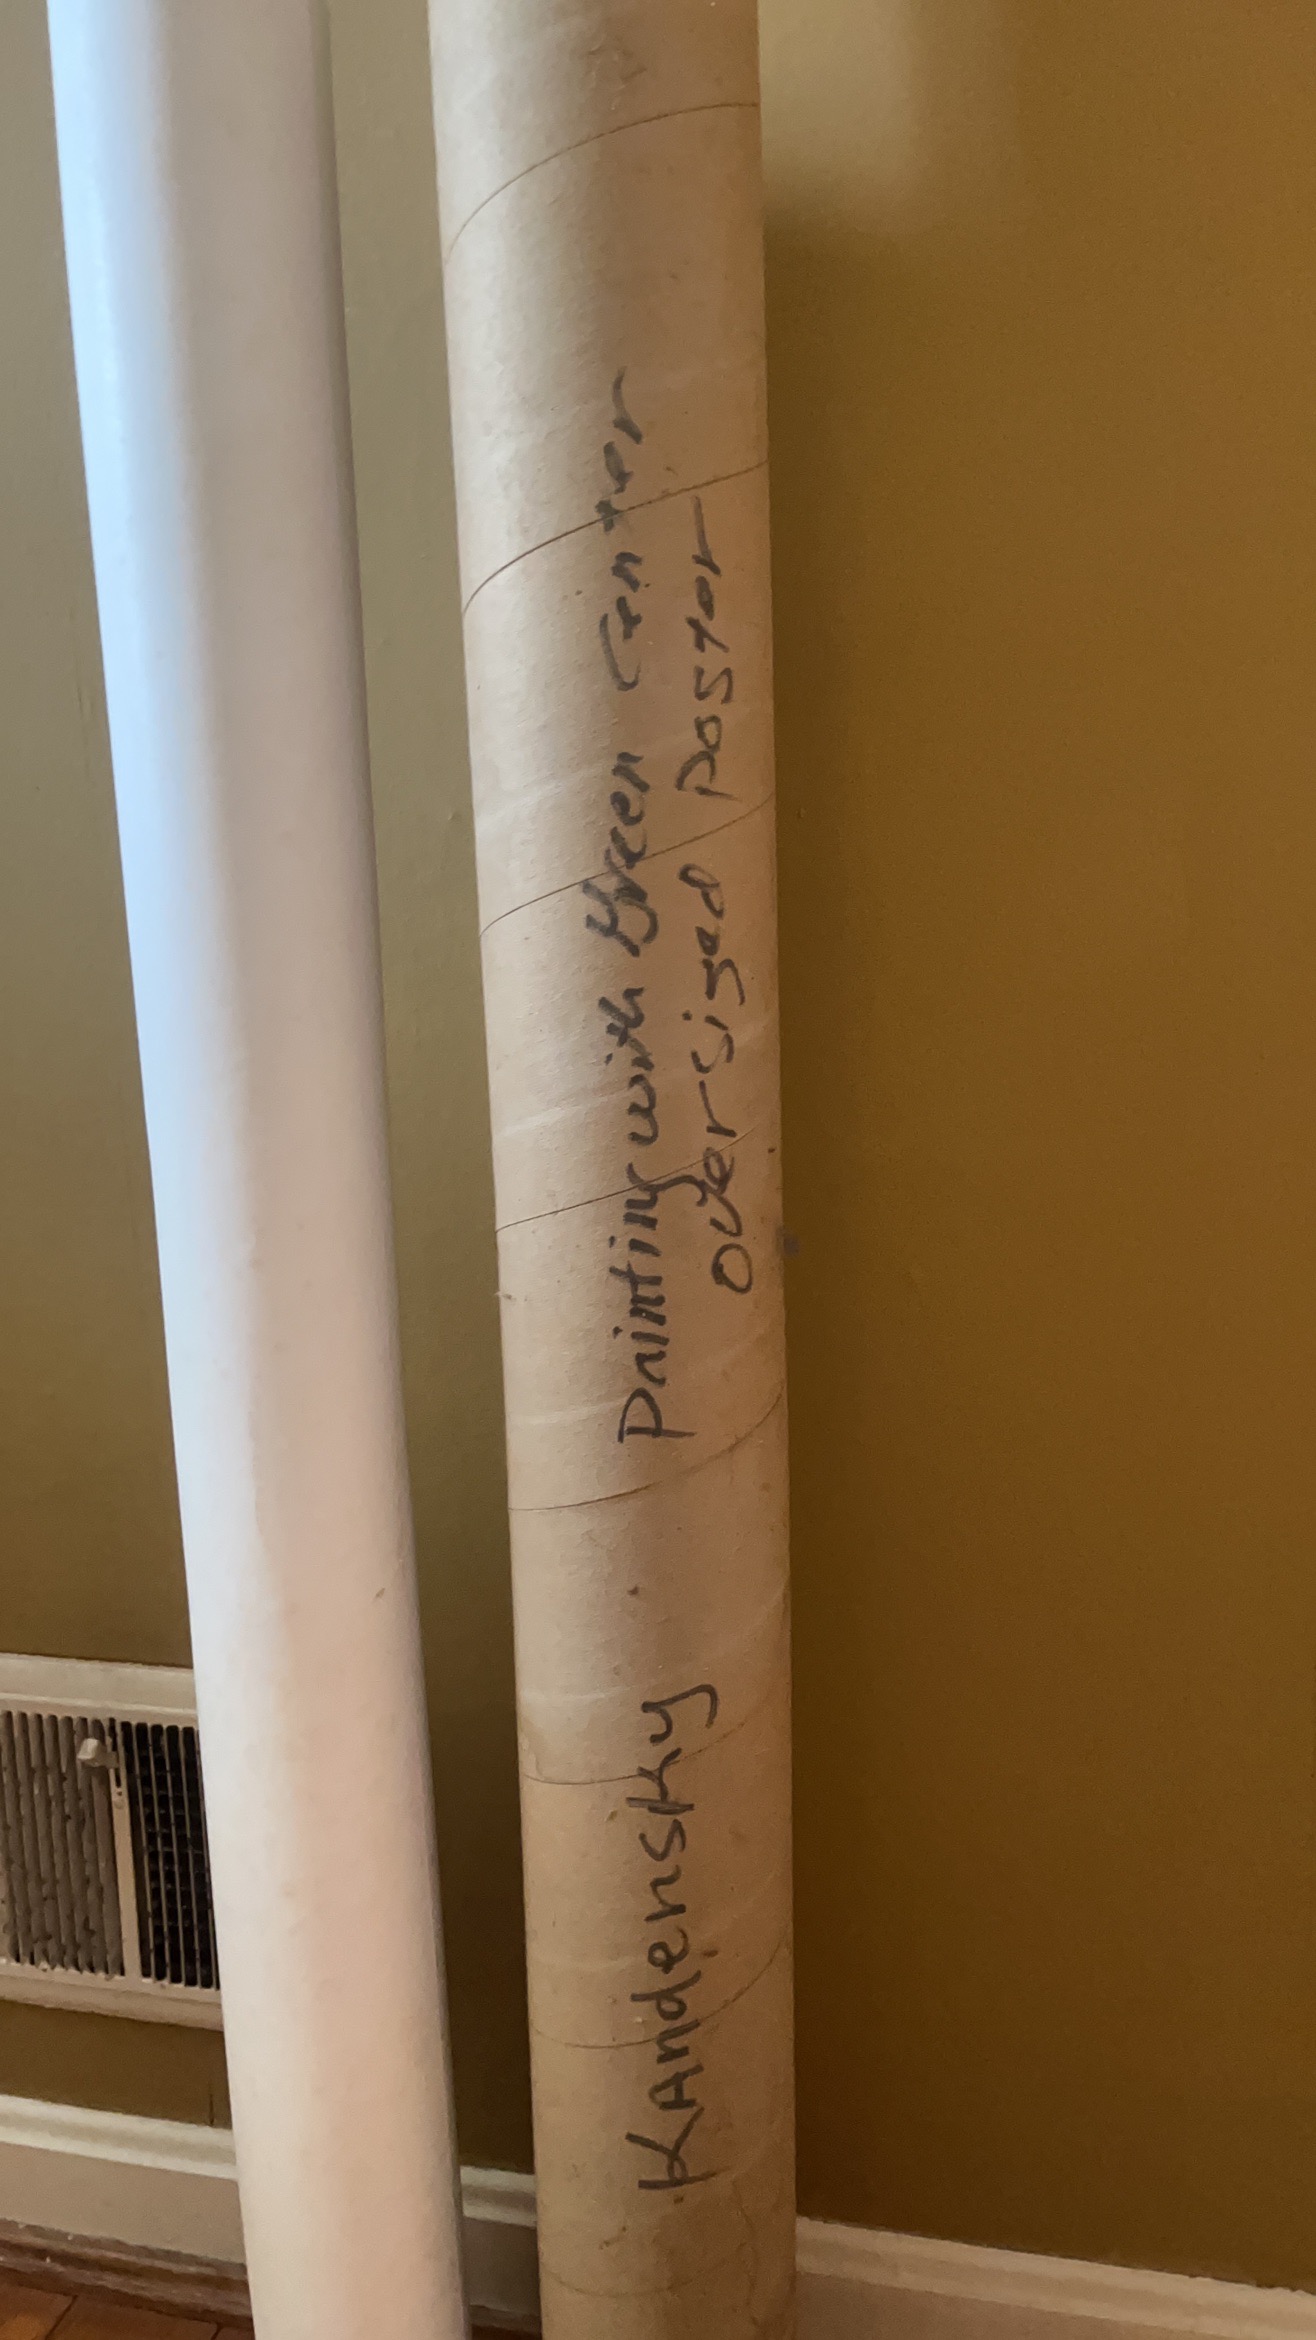 KAndensky
Painting with Green Center
oversized poster